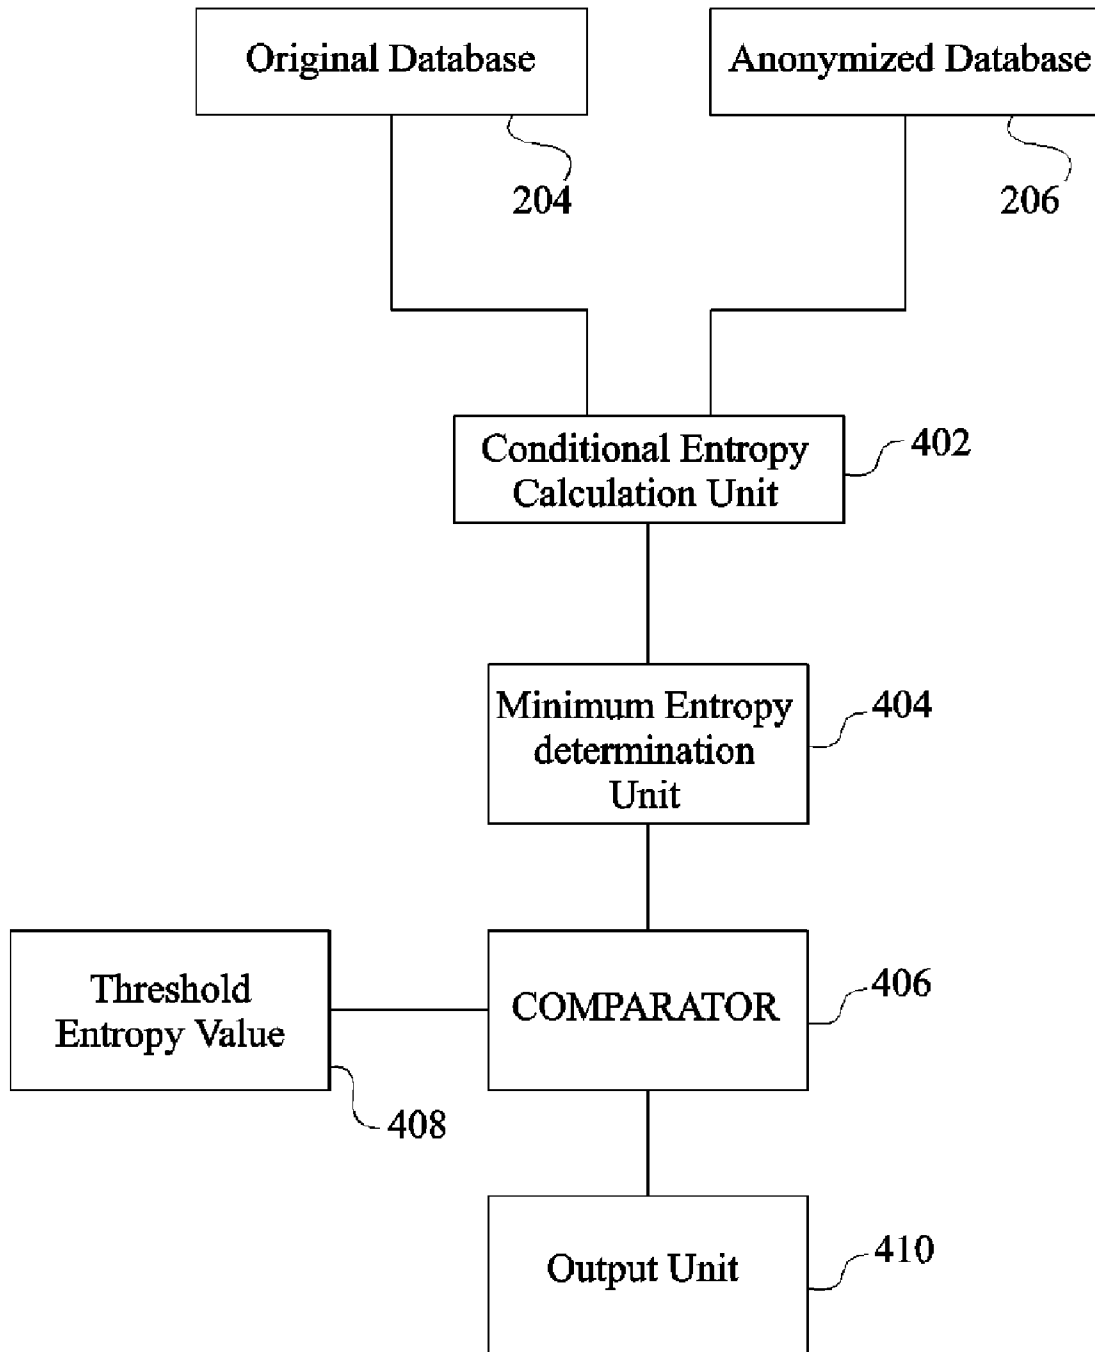 Original Database
Anonymized Database
204
206
Conditional Entropy
Calculation Unit
402
Minimum Entropy
determination
Unit
404
Threshold
Entropy Value
COMPARATOR
406
408
Output Unit
410